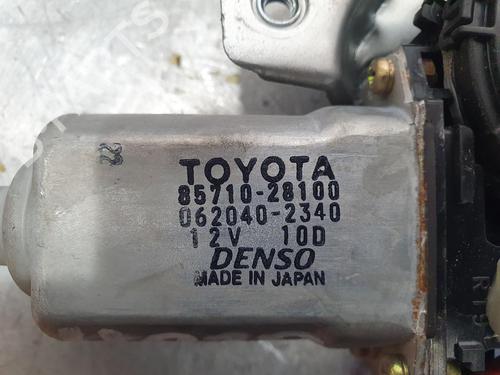 TOYOTA
85710-28100
062040-2340
12V 10D
DENSO
MADE IN JAPAN